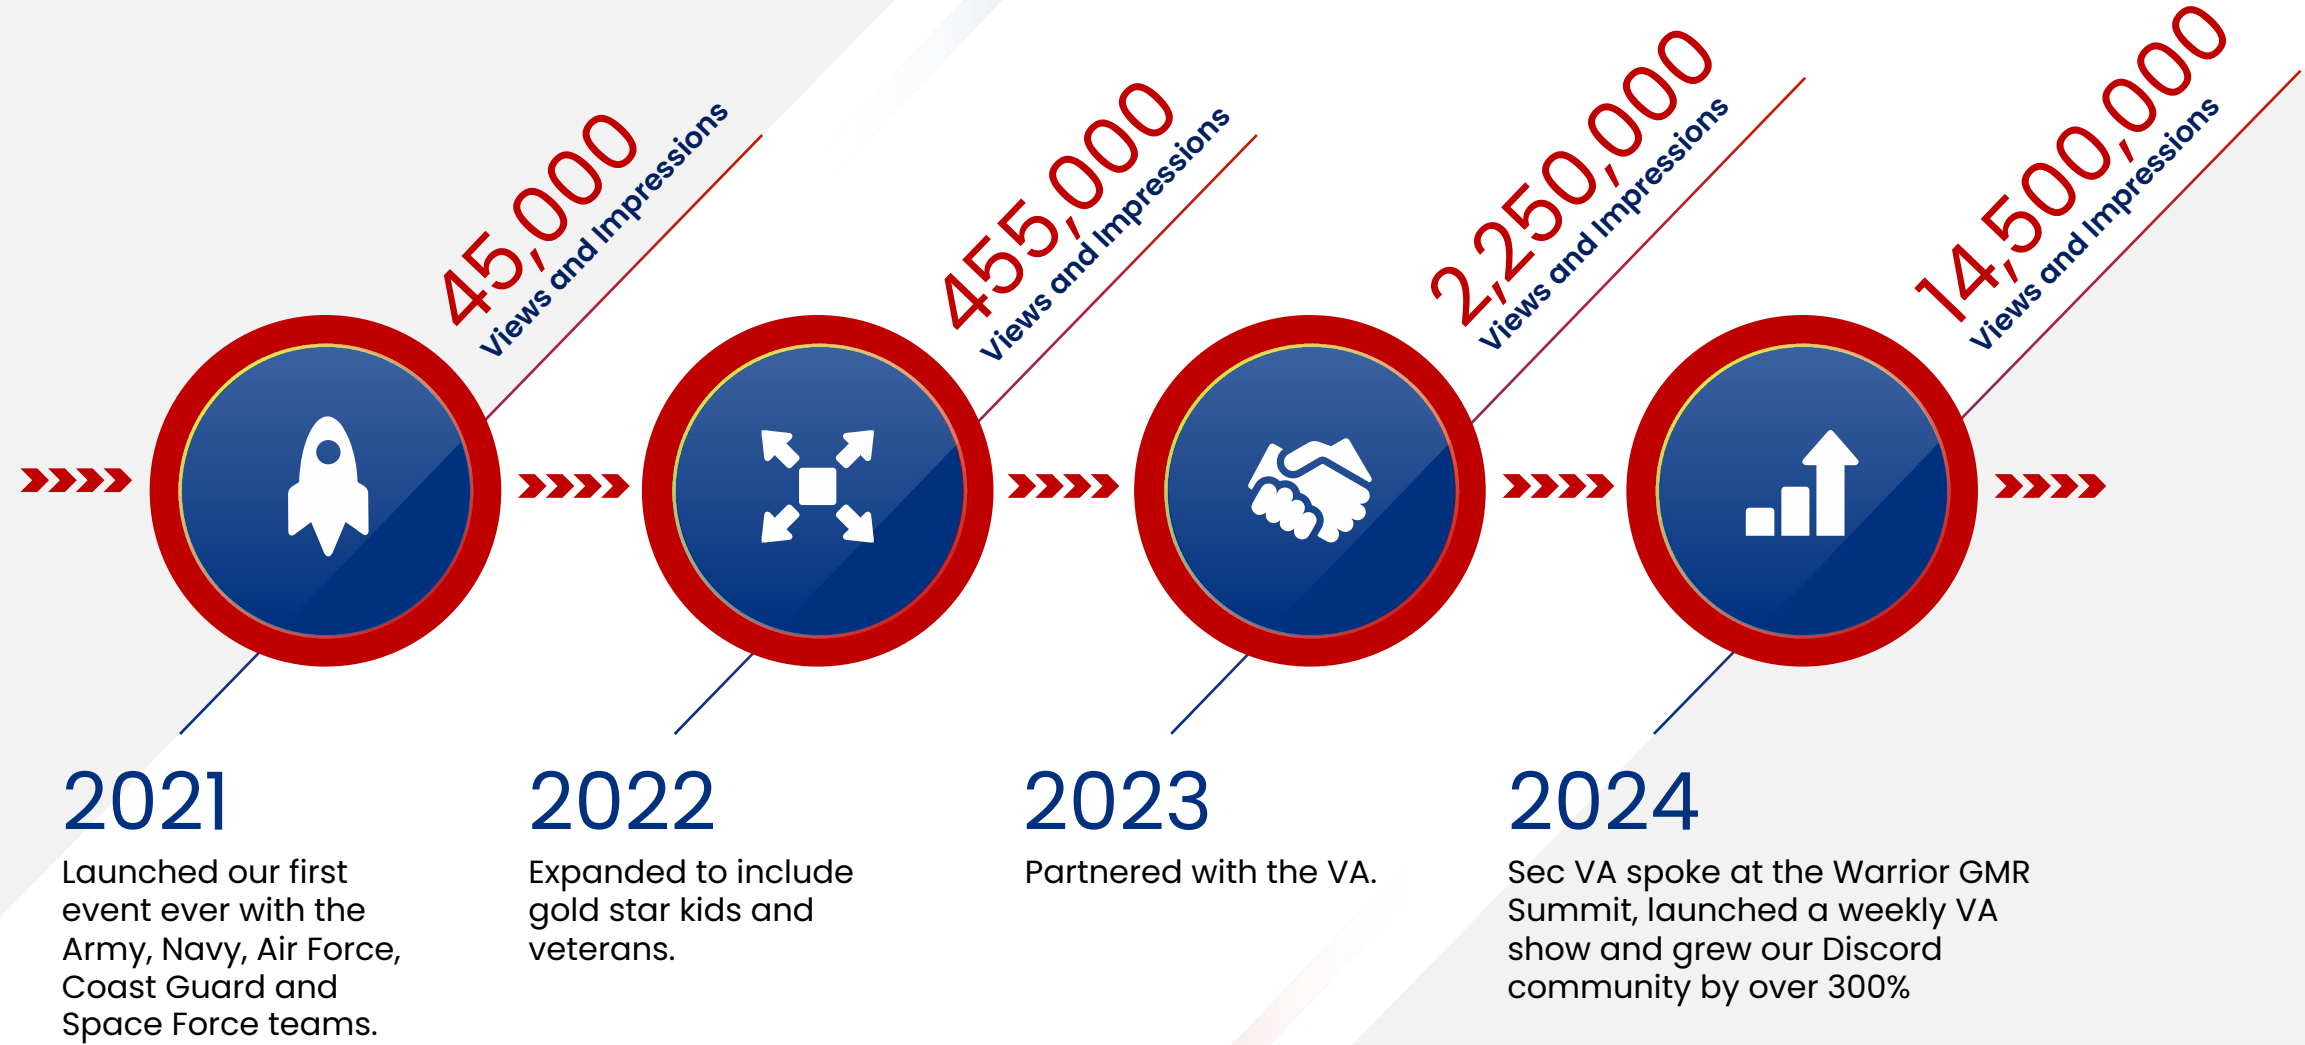 45,000
Views and Impressions
455,000
Views and Impressions
2,250,000
Views and Impressions
14,500,000
Views and Impressions
2021
Launched our first
event ever with the
Army, Navy, Air Force,
Coast Guard and
Space Force teams.
2022
Expanded to include
gold star kids and
veterans.
2023
Partnered with the VA.
2024
Sec VA spoke at the Warrior GMR
Summit, launched a weekly VA
show and grew our Discord
community by over 300%